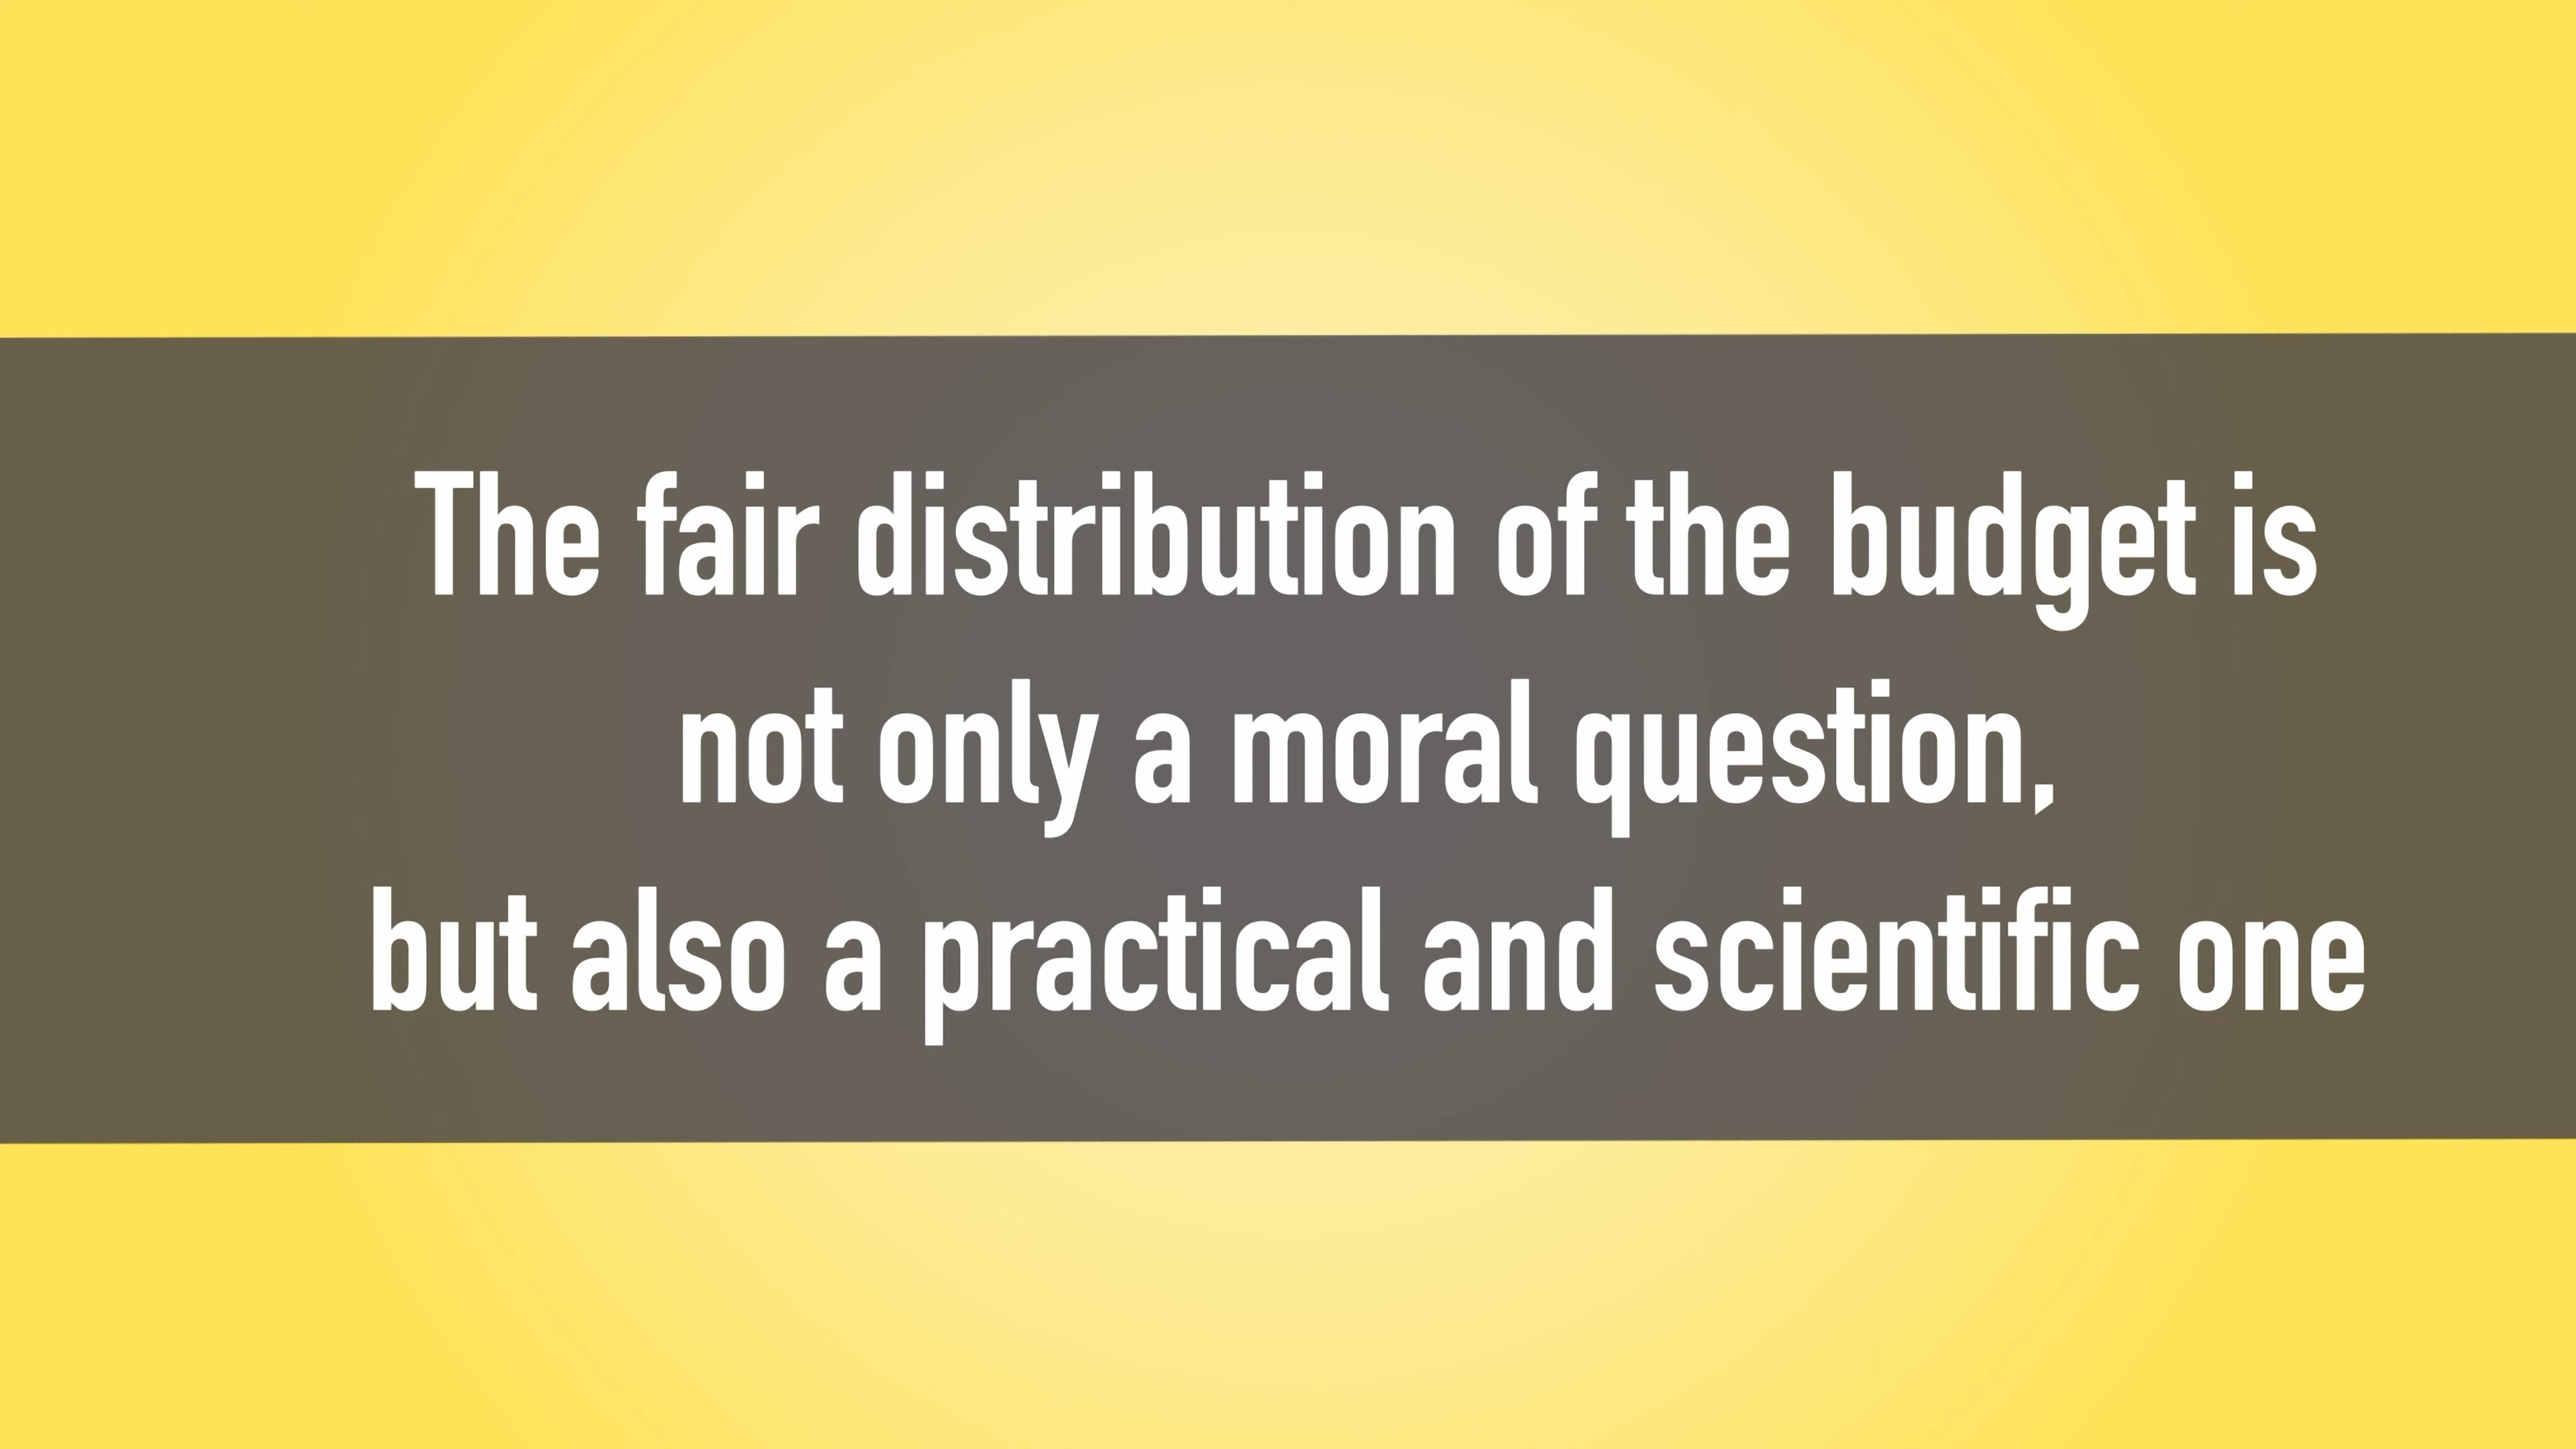 The fair distribution of the budget is
not only a moral question,
but also a practical and scientific one